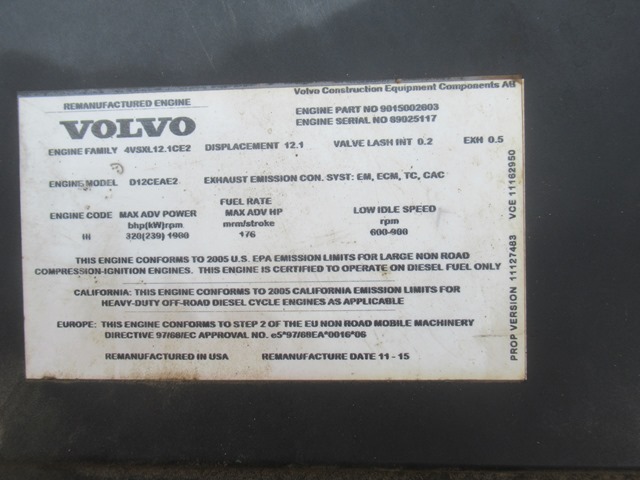 Volvo Construction Equipment Components AB
REMANUFACTURED ENGINE
ENGINE PART NO 9015002003
VOLVO
ENGINE SERIAL NO 89025117
ENGINE FAMILY 4VSXL12.1CE2 DISPLACEMENT 12.1 VALVE LASH INT 0.2 EXH 0.5
ENGINE MODEL D12CEAE2 EXHAUST EMISSION CON. SYST: EM, ECM, TC, CAC
FUEL RATE
ENGINE CODE MAX ADV POWER MAX ADV HP LOW IDLE SPEED
bhp(kW)rpm mrm/stroke rpm
iii 320(239) 1900 176 600-900
THIS ENGINE CONFORMS TO 2005 U.S. EPA EMISSION LIMITS FOR LARGE NON ROAD
COMPRESSION-IGNITION ENGINES. THIS ENGINE IS CERTIFIED TO OPERATE ON DIESEL FUEL ONLY
CALIFORNIA: THIS ENGINE CONFORMS TO 2005 CALIFORNIA EMISSION LIMITS FOR
HEAVY-DUTY OFF-ROAD DIESEL CYCLE ENGINES AS APPLICABLE
EUROPE: THIS ENGINE CONFORMS TO STEP 2 OF THE EU NON ROAD MOBILE MACHINERY
DIRECTIVE 97/68/EC APPROVAL NO. e5*97/68EA*0016*06
REMANUFACTURED IN USA REMANUFACTURE DATE 11 - 15
PROP VERSION 11127483 VCE 11162950